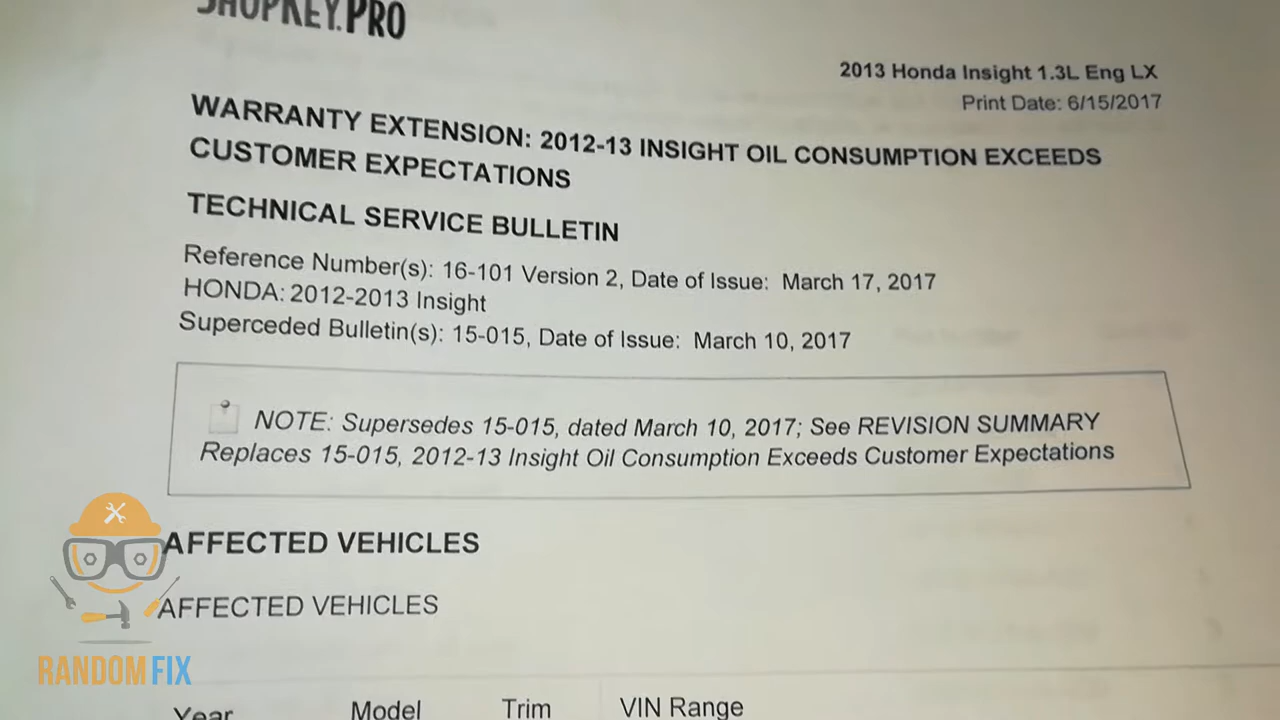 SHOPKEY.PRO
2013 Honda Insight 1.3L Eng LX
Print Date: 6/15/2017
WARRANTY EXTENSION: 2012-13 INSIGHT OIL CONSUMPTION EXCEEDS
CUSTOMER EXPECTATIONS
TECHNICAL SERVICE BULLETIN
Reference Number(s): 16-101 Version 2, Date of Issue: March 17, 2017
HONDA: 2012-2013 Insight
Superceded Bulletin(s): 15-015, Date of Issue: March 10, 2017
NOTE: Supersedes 15-015, dated March 10, 2017; See REVISION SUMMARY
Replaces 15-015, 2012-13 Insight Oil Consumption Exceeds Customer Expectations
AFFECTED VEHICLES
AFFECTED VEHICLES
RANDOM FIX
Year Model Trim VIN Range